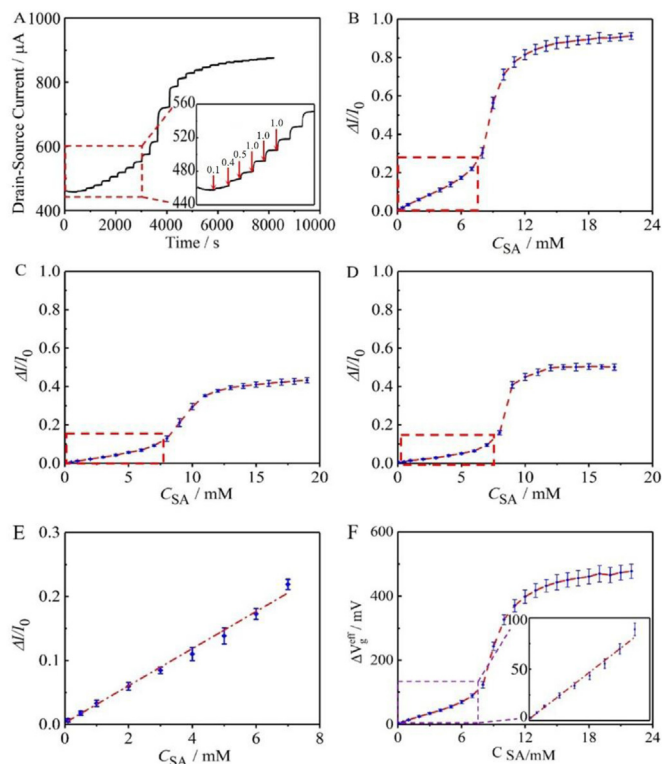 A
Drain-Source Current / μA
1000
800
600
400
560
520
480
440
0.1
0.4
0.5
1.0
1.0
1.0
0 2000 4000 6000 8000 10000
Time / s
B
ΔI/I₀
1.0
0.8
0.6
0.4
0.2
0.0
0 6 12 18 24
C_SA / mM
C
ΔI/I₀
1.0
0.8
0.6
0.4
0.2
0.0
0 5 10 15 20
C_SA / mM
D
ΔI/I₀
1.0
0.8
0.6
0.4
0.2
0.0
0 5 10 15 20
C_SA / mM
E
ΔI/I₀
0.3
0.2
0.1
0.0
0 2 4 6 8
C_SA / mM
F
ΔV_g^eff / mV
600
400
200
0
100
50
0
0 6 12 18 24
C SA/mM